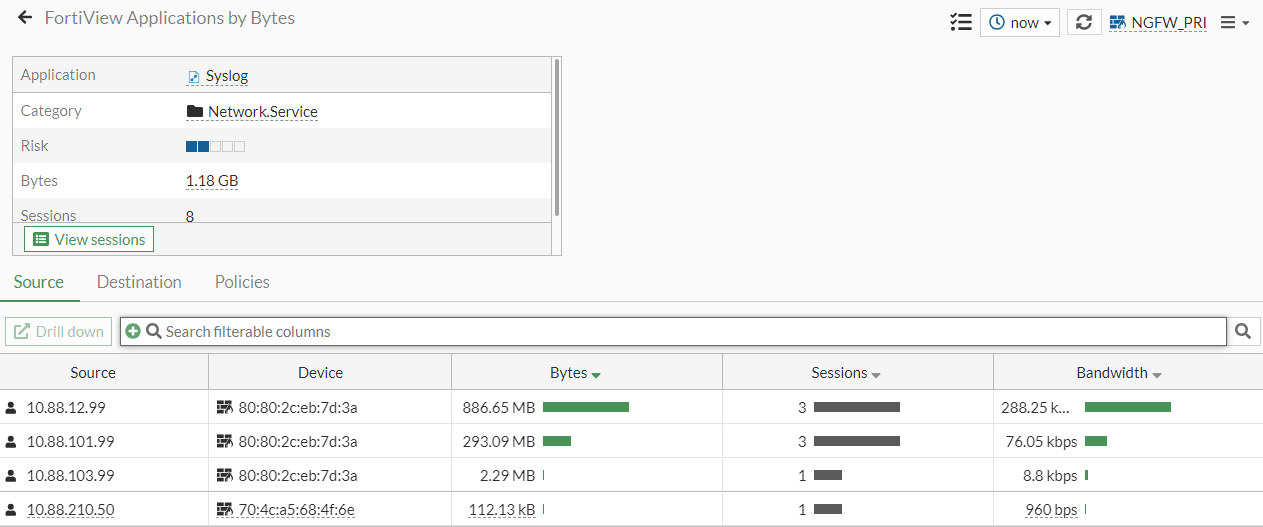 FortiView Applications by Bytes
now
NGFW_PRI
Application Syslog
Category Network.Service
Risk
Bytes 1.18 GB
Sessions 8
View sessions
Source Destination Policies
Drill down Search filterable columns
Source Device Bytes Sessions Bandwidth
10.88.12.99 80:80:2c:eb:7d:3a 886.65 MB 3 288.25 k...
10.88.101.99 80:80:2c:eb:7d:3a 293.09 MB 3 76.05 kbps
10.88.103.99 80:80:2c:eb:7d:3a 2.29 MB 1 8.8 kbps
10.88.210.50 70:4c:a5:68:4f:6e 112.13 kB 1 960 bps